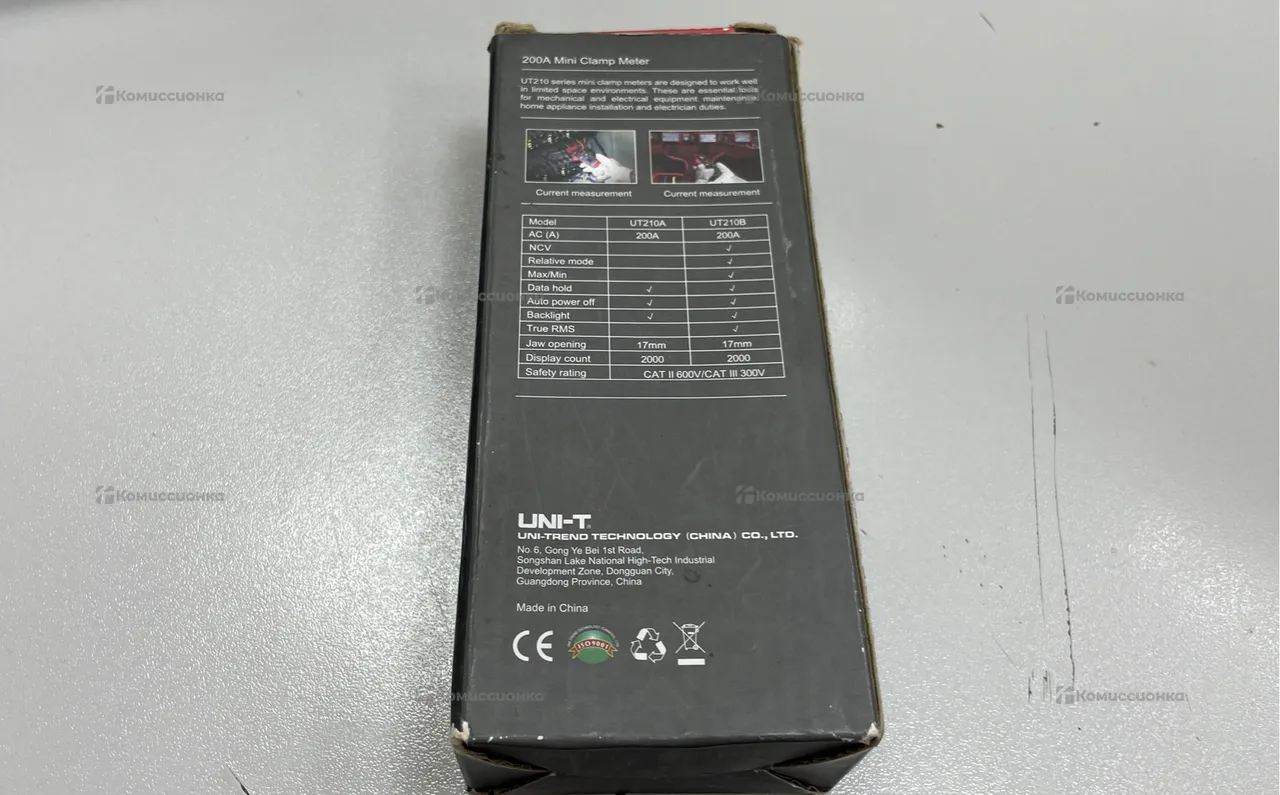 200A Mini Clamp Meter
UT210 series mini clamp meters are designed to work well
in limited space environments. These are essential tools
for mechanical and electrical equipment maintenance,
home appliance installation and electrician duties.
Current measurement Current measurement
Model UT210A UT210B
AC (A) 200A 200A
NCV √
Relative mode √
Max/Min √
Data hold √ √
Auto power off √ √
Backlight √ √
True RMS √
Jaw opening 17mm 17mm
Display count 2000 2000
Safety rating CAT II 600V/CAT III 300V
UNI-T
UNI-TREND TECHNOLOGY (CHINA) CO., LTD.
No. 6, Gong Ye Bei 1st Road,
Songshan Lake National High-Tech Industrial
Development Zone, Dongguan City,
Guangdong Province, China
Made in China
CE ISO9001
Комиссионка
Комиссионка
Комиссионка
Комиссионка
Комиссионка
Комиссионка
Комиссионка
Комиссионка